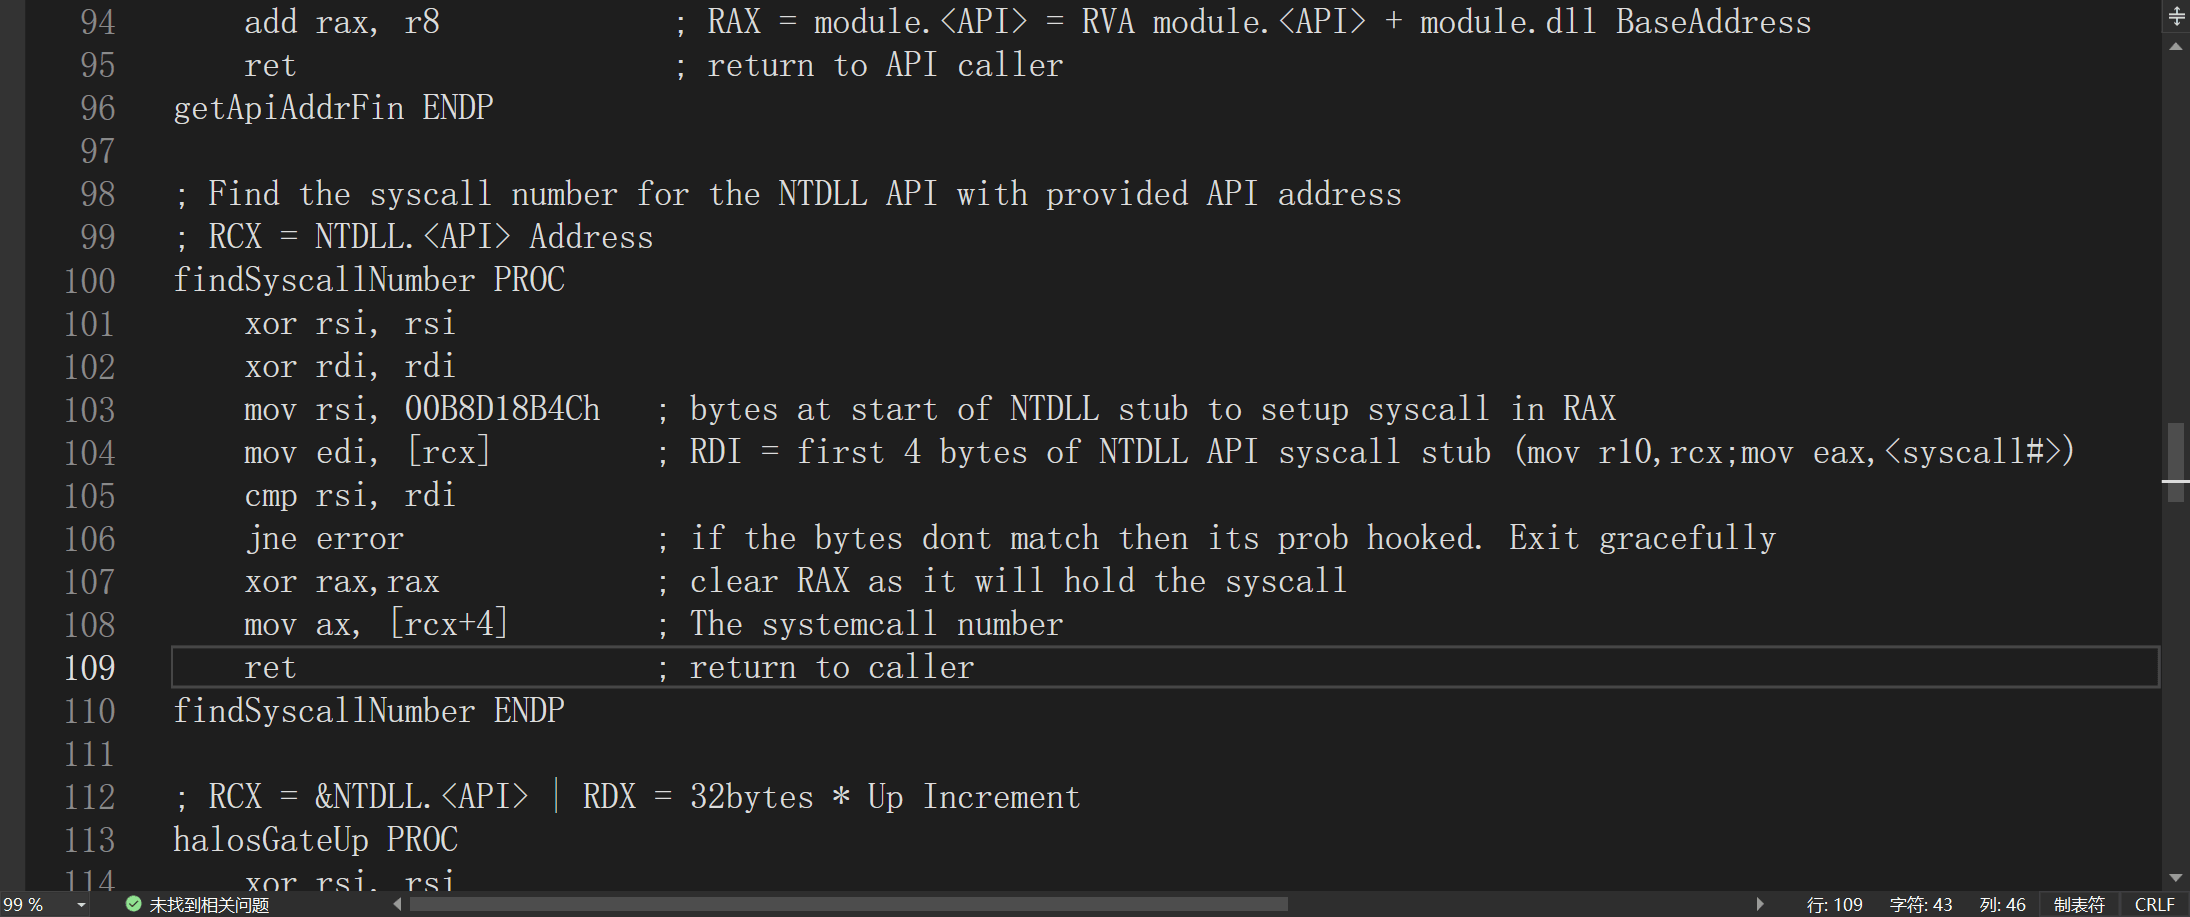 94 add rax, r8 ; RAX = module.<API> = RVA module.<API> + module.dll BaseAddress
95 ret ; return to API caller
96 getApiAddrFin ENDP
97
98 ; Find the syscall number for the NTDLL API with provided API address
99 ; RCX = NTDLL.<API> Address
100 findSyscallNumber PROC
101 xor rsi, rsi
102 xor rdi, rdi
103 mov rsi, 00B8D18B4Ch ; bytes at start of NTDLL stub to setup syscall in RAX
104 mov edi, [rcx] ; RDI = first 4 bytes of NTDLL API syscall stub (mov r10,rcx;mov eax,<syscall#>)
105 cmp rsi, rdi
106 jne error ; if the bytes dont match then its prob hooked. Exit gracefully
107 xor rax,rax ; clear RAX as it will hold the syscall
108 mov ax, [rcx+4] ; The systemcall number
109 ret ; return to caller
110 findSyscallNumber ENDP
111
112 ; RCX = &NTDLL.<API> | RDX = 32bytes * Up Increment
113 halosGateUp PROC
114 xor rsi, rsi
99 % 未找到相关问题 行: 109 字符: 43 列: 46 制表符 CRLF